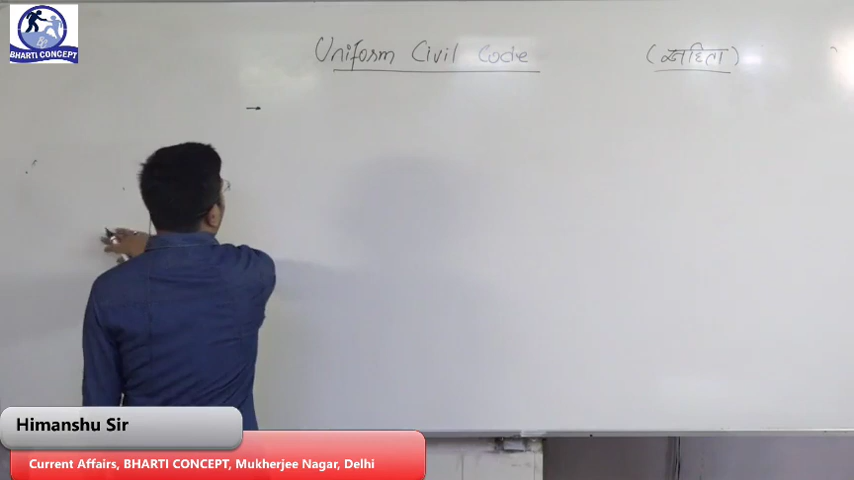 BHARTI CONCEPT
Uniform Civil Code (संहिता)
Himanshu Sir
Current Affairs, BHARTI CONCEPT, Mukherjee Nagar, Delhi